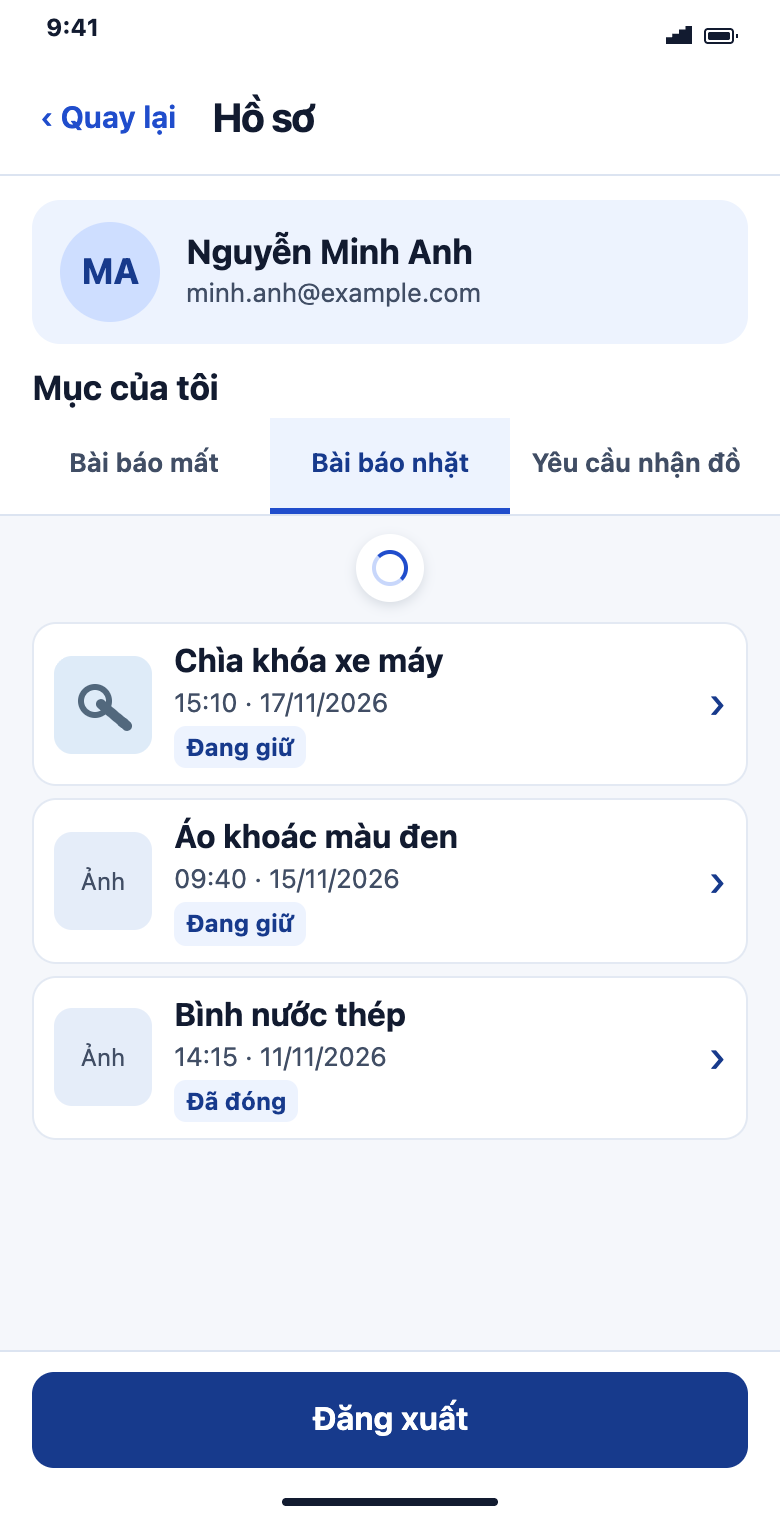 9:41
‹ Quay lại Hồ sơ
MA
Nguyễn Minh Anh
minh.anh@example.com
Mục của tôi
Bài báo mất Bài báo nhặt Yêu cầu nhận đồ
Chìa khóa xe máy
15:10 · 17/11/2026
Đang giữ
Ảnh
Áo khoác màu đen
09:40 · 15/11/2026
Đang giữ
Ảnh
Bình nước thép
14:15 · 11/11/2026
Đã đóng
Đăng xuất